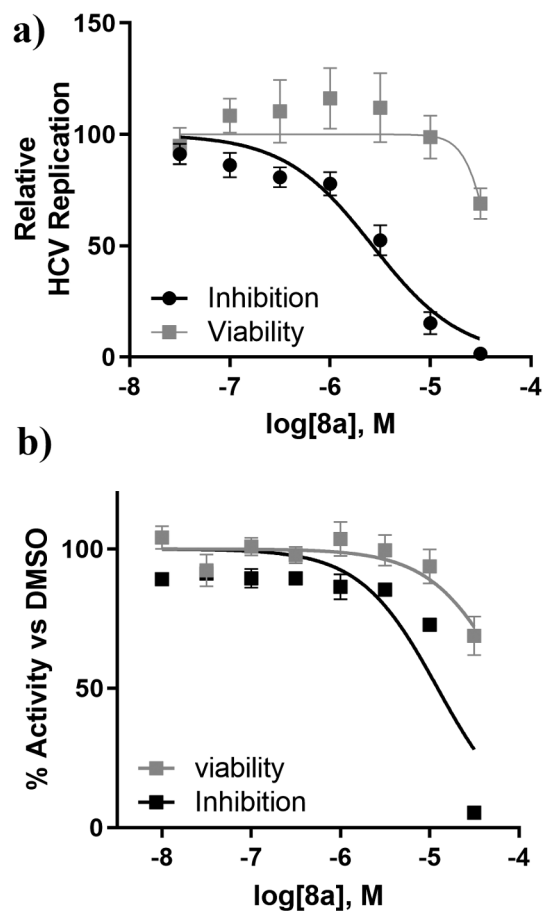 a)
150
100
50
0
Relative
HCV Replication
Inhibition
Viability
-8 -7 -6 -5 -4
log[8a], M
b)
100
50
0
% Activity vs DMSO
viability
Inhibition
-8 -7 -6 -5 -4
log[8a], M